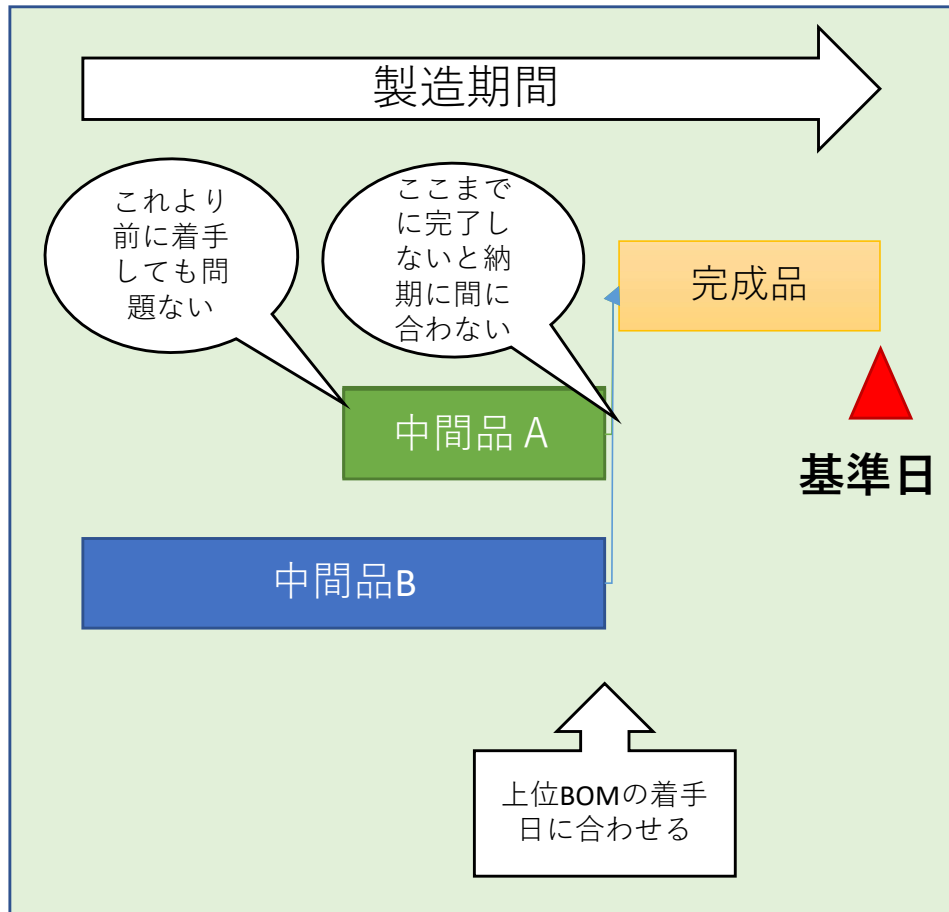 製造期間
これより
前に着手
しても問
題ない
ここまで
に完了し
ないと納
期に間に
合わない
完成品
中間品 A
基準日
中間品B
上位BOMの着手
日に合わせる